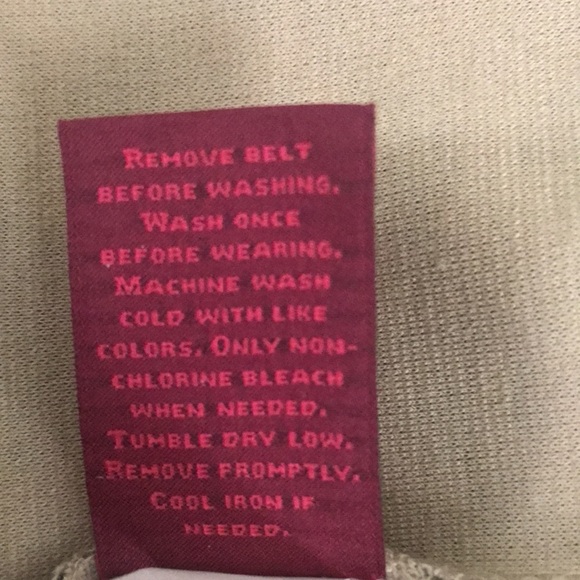 REMOVE BELT
BEFORE WASHING.
WASH ONCE
BEFORE WEARING.
MACHINE WASH
COLD WITH LIKE
COLORS. ONLY NON-
CHLORINE BLEACH
WHEN NEEDED.
TUMBLE DRY LOW.
REMOVE PROMPTLY.
COOL IRON IF
NEEDED.